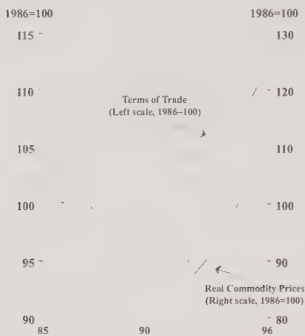 1986=100 1986=100
115 130
110 120
Terms of Trade
(Left scale, 1986=100)
105 110
100 100
95 90
Real Commodity Prices
(Right scale, 1986=100)
90 80
85 90 96